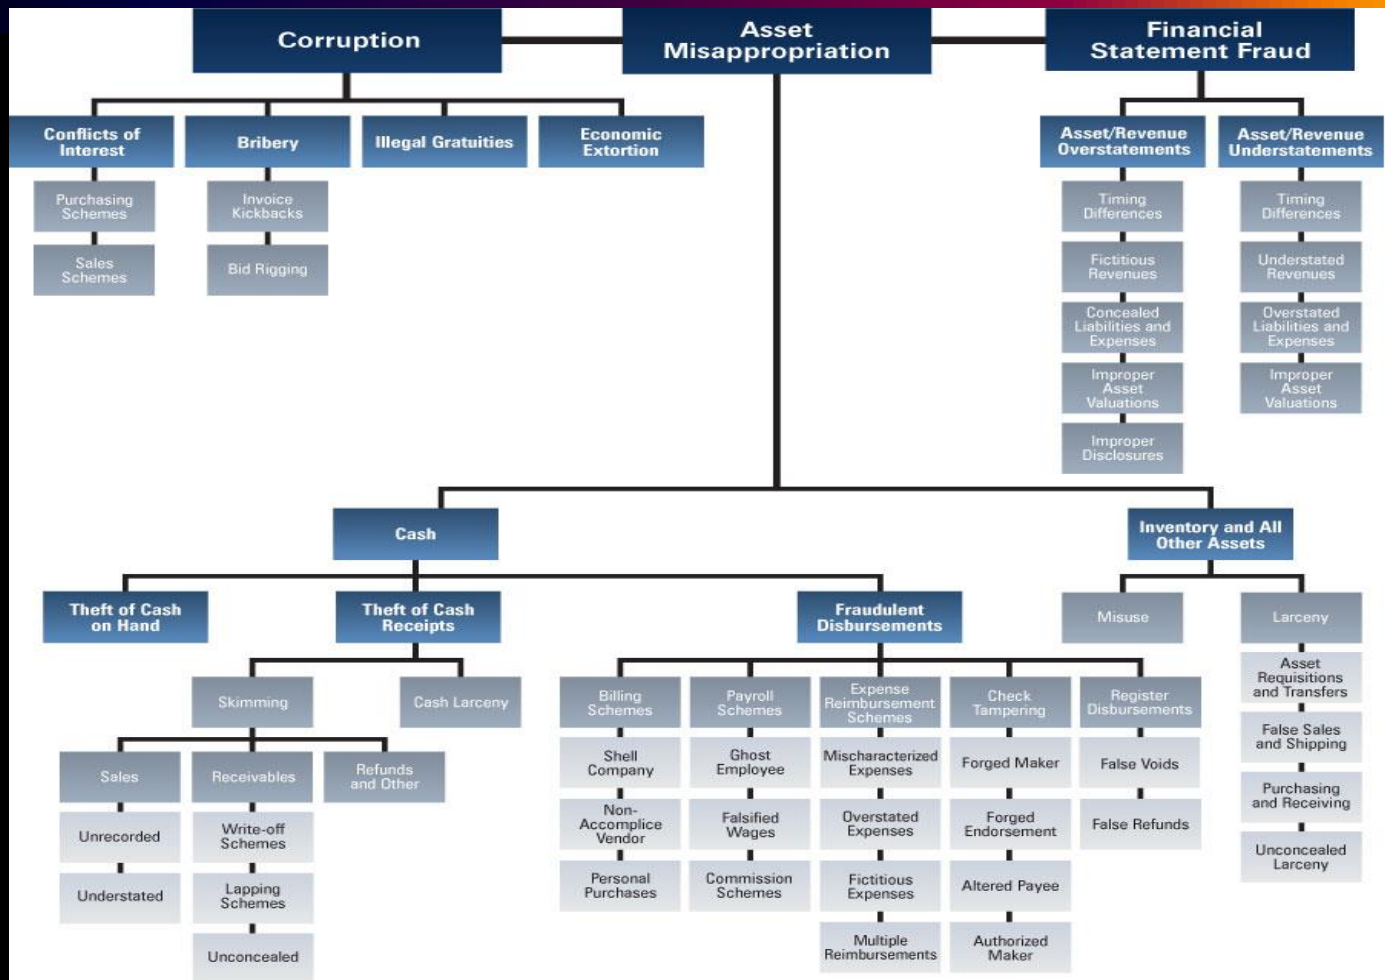 Corruption
Asset
Misappropriation
Financial
Statement Fraud
Conflicts of
Interest
Bribery
Illegal Gratuities
Economic
Extortion
Asset/Revenue
Overstatements
Asset/Revenue
Understatements
Purchasing
Schemes
Invoice
Kickbacks
Timing
Differences
Timing
Differences
Sales
Schemes
Bid Rigging
Fictitious
Revenues
Understated
Revenues
Concealed
Liabilities and
Expenses
Overstated
Liabilities and
Expenses
Improper
Asset
Valuations
Improper
Asset
Valuations
Improper
Disclosures
Cash
Inventory and All
Other Assets
Theft of Cash
on Hand
Theft of Cash
Receipts
Fraudulent
Disbursements
Misuse
Larceny
Skimming
Cash Larceny
Billing
Schemes
Payroll
Schemes
Expense
Reimbursement
Schemes
Check
Tampering
Register
Disbursements
Asset
Requisitions
and Transfers
False Sales
and Shipping
Purchasing
and Receiving
Unconcealed
Larceny
Sales
Receivables
Refunds
and Other
Shell
Company
Ghost
Employee
Mischaracterized
Expenses
Forged Maker
False Voids
Unrecorded
Write-off
Schemes
Non-
Accomplice
Vendor
Falsified
Wages
Overstated
Expenses
Forged
Endorsement
False Refunds
Understated
Lapping
Schemes
Personal
Purchases
Commission
Schemes
Fictitious
Expenses
Altered Payee
Unconcealed
Multiple
Reimbursements
Authorized
Maker